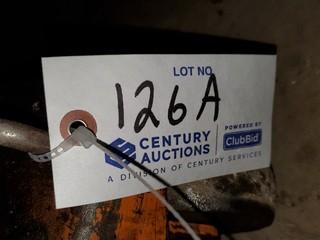 LOT NO.
126A
CENTURY AUCTIONS
POWERED BY
ClubBid
A DIVISION OF CENTURY SERVICES